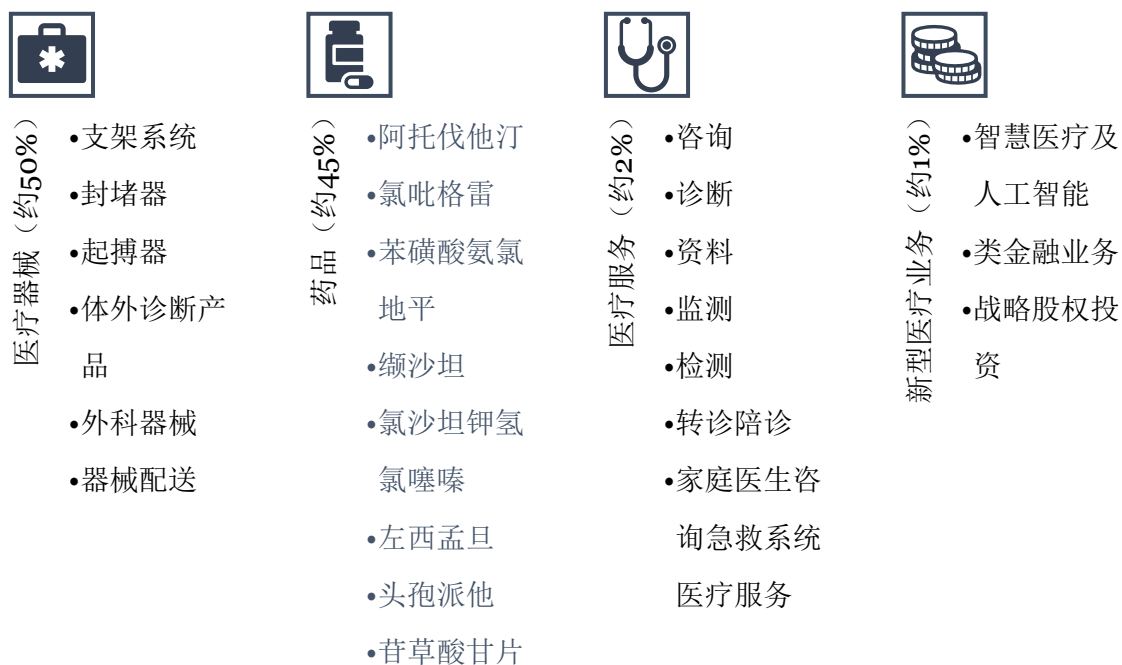 医疗器械（约50%）
•支架系统
•封堵器
•起搏器
•体外诊断产
品
•外科器械
•器械配送
药品（约45%）
•阿托伐他汀
•氯吡格雷
•苯磺酸氨氯
地平
•缬沙坦
•氯沙坦钾氢
氯噻嗪
•左西孟旦
•头孢派他
•苷草酸甘片
医疗服务（约2%）
•咨询
•诊断
•资料
•监测
•检测
•转诊陪诊
•家庭医生咨
询急救系统
医疗服务
新型医疗业务（约1%）
•智慧医疗及
人工智能
•类金融业务
•战略股权投
资